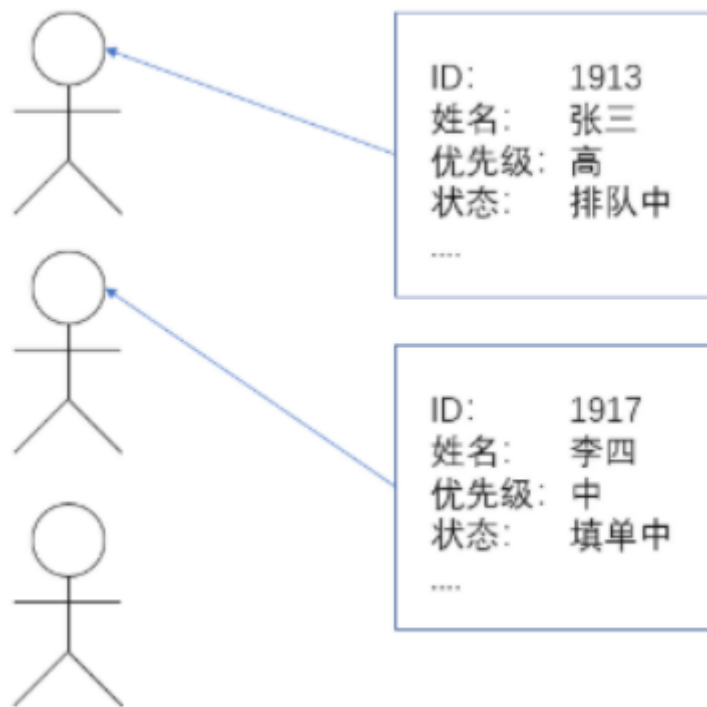 ID： 1913
姓名： 张三
优先级：高
状态： 排队中
....
ID： 1917
姓名： 李四
优先级：中
状态： 填单中
....